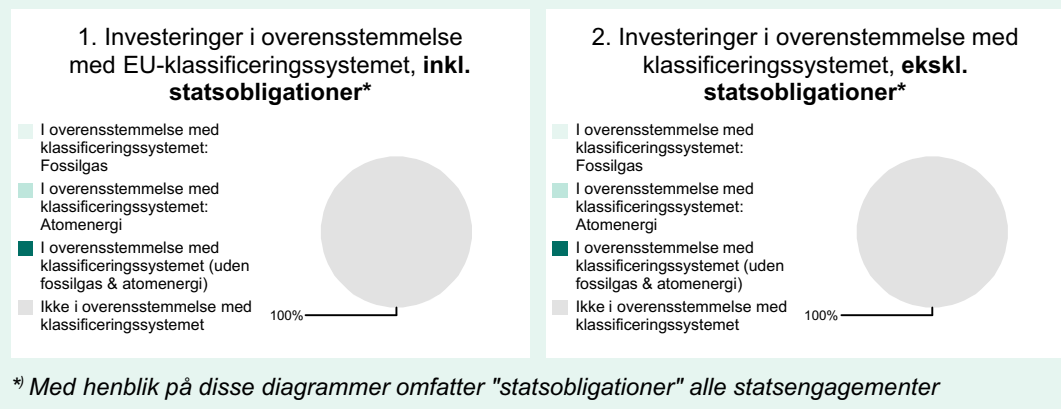 1. Investeringer i overensstemmelse
med EU-klassificeringssystemet, inkl.
statsobligationer*
I overensstemmelse med
klassificeringssystemet:
Fossilgas
I overensstemmelse med
klassificeringssystemet:
Atomenergi
I overensstemmelse med
klassificeringssystemet (uden
fossilgas & atomenergi)
Ikke i overensstemmelse med
klassificeringssystemet
100%
2. Investeringer i overenstemmelse med
klassificeringssystemet, ekskl.
statsobligationer*
I overensstemmelse med
klassificeringssystemet:
Fossilgas
I overensstemmelse med
klassificeringssystemet:
Atomenergi
I overensstemmelse med
klassificeringssystemet (uden
fossilgas & atomenergi)
Ikke i overensstemmelse med
klassificeringssystemet
100%
*) Med henblik på disse diagrammer omfatter "statsobligationer" alle statsengagementer